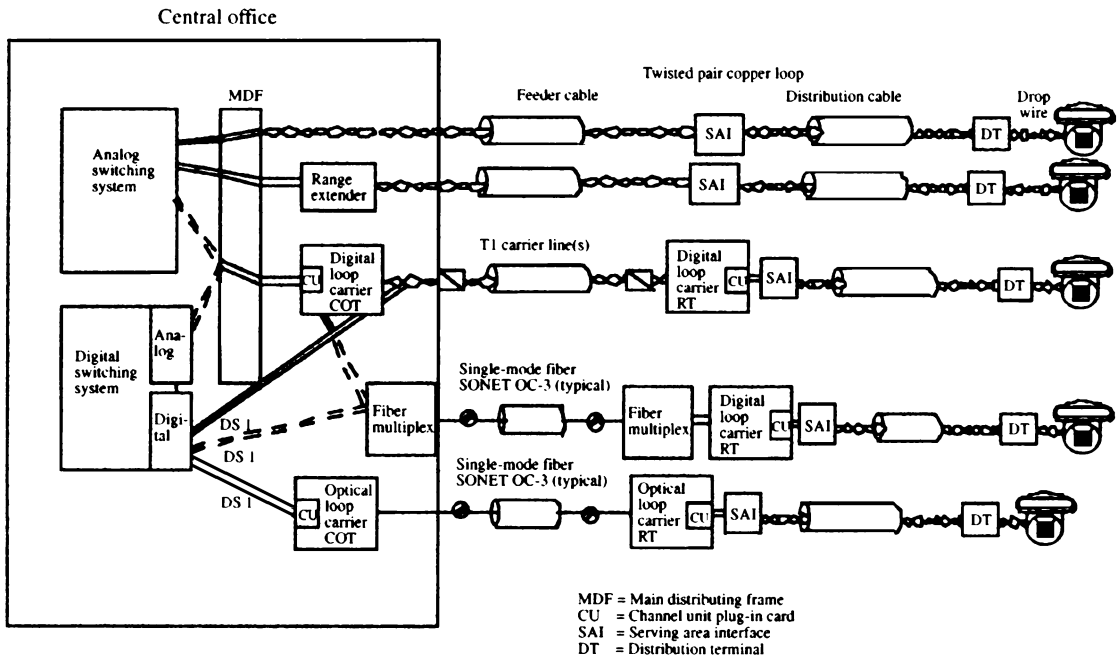 Central office
Twisted pair copper loop
MDF
Feeder cable
Distribution cable
Drop
wire
Analog
switching
system
SAI
DT
Range
extender
SAI
DT
T1 carrier line(s)
CU
Digital
loop
carrier
COT
Digital
loop
carrier
RT
CU
SAI
DT
Digital
switching
system
Ana-
log
Digi-
tal
DS 1
DS 1
DS 1
Single-mode fiber
SONET OC-3 (typical)
Fiber
multiplex
Fiber
multiplex
Digital
loop
carrier
RT
CU
SAI
DT
Single-mode fiber
SONET OC-3 (typical)
CU
Optical
loop
carrier
COT
Optical
loop
carrier
RT
CU
SAI
DT
MDF = Main distributing frame
CU = Channel unit plug-in card
SAI = Serving area interface
DT = Distribution terminal